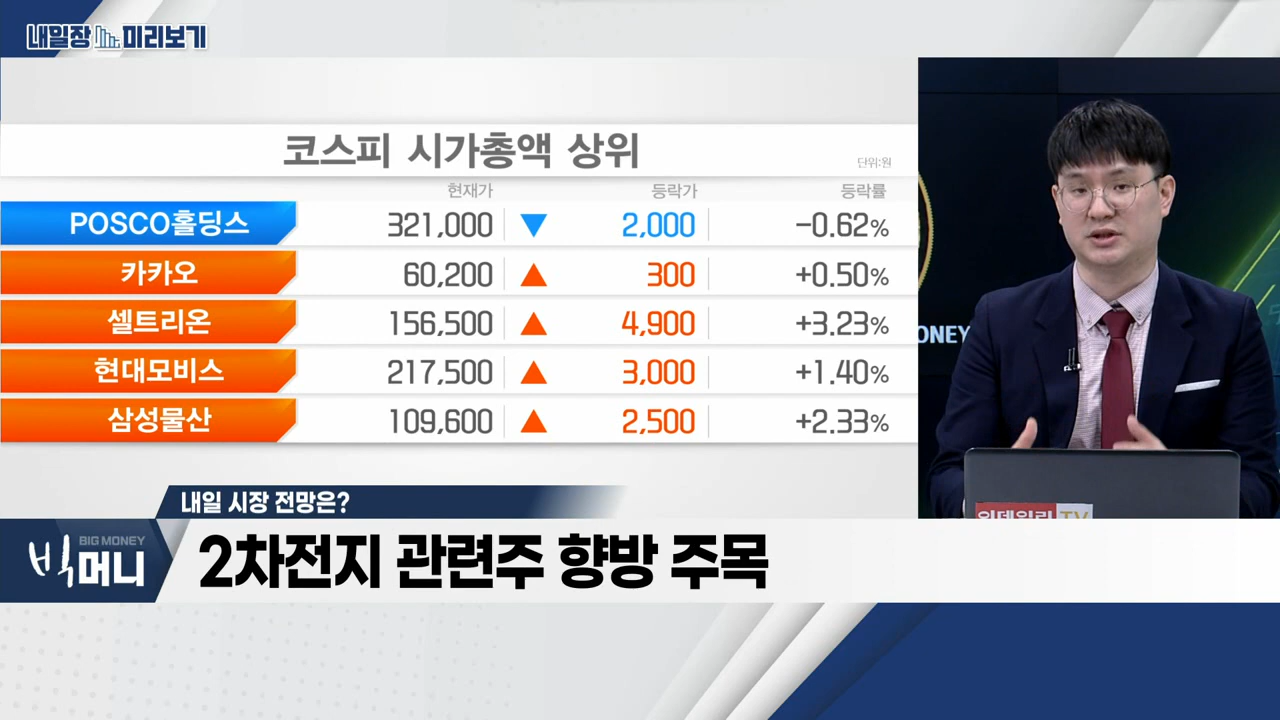 내일장 미리보기
코스피 시가총액 상위
단위:원
현재가 등락가 등락률
POSCO홀딩스 321,000 ▼ 2,000 -0.62%
카카오 60,200 ▲ 300 +0.50%
셀트리온 156,500 ▲ 4,900 +3.23%
현대모비스 217,500 ▲ 3,000 +1.40%
삼성물산 109,600 ▲ 2,500 +2.33%
ONEY
TV
내일 시장 전망은?
BIG MONEY
빅머니
2차전지 관련주 향방 주목